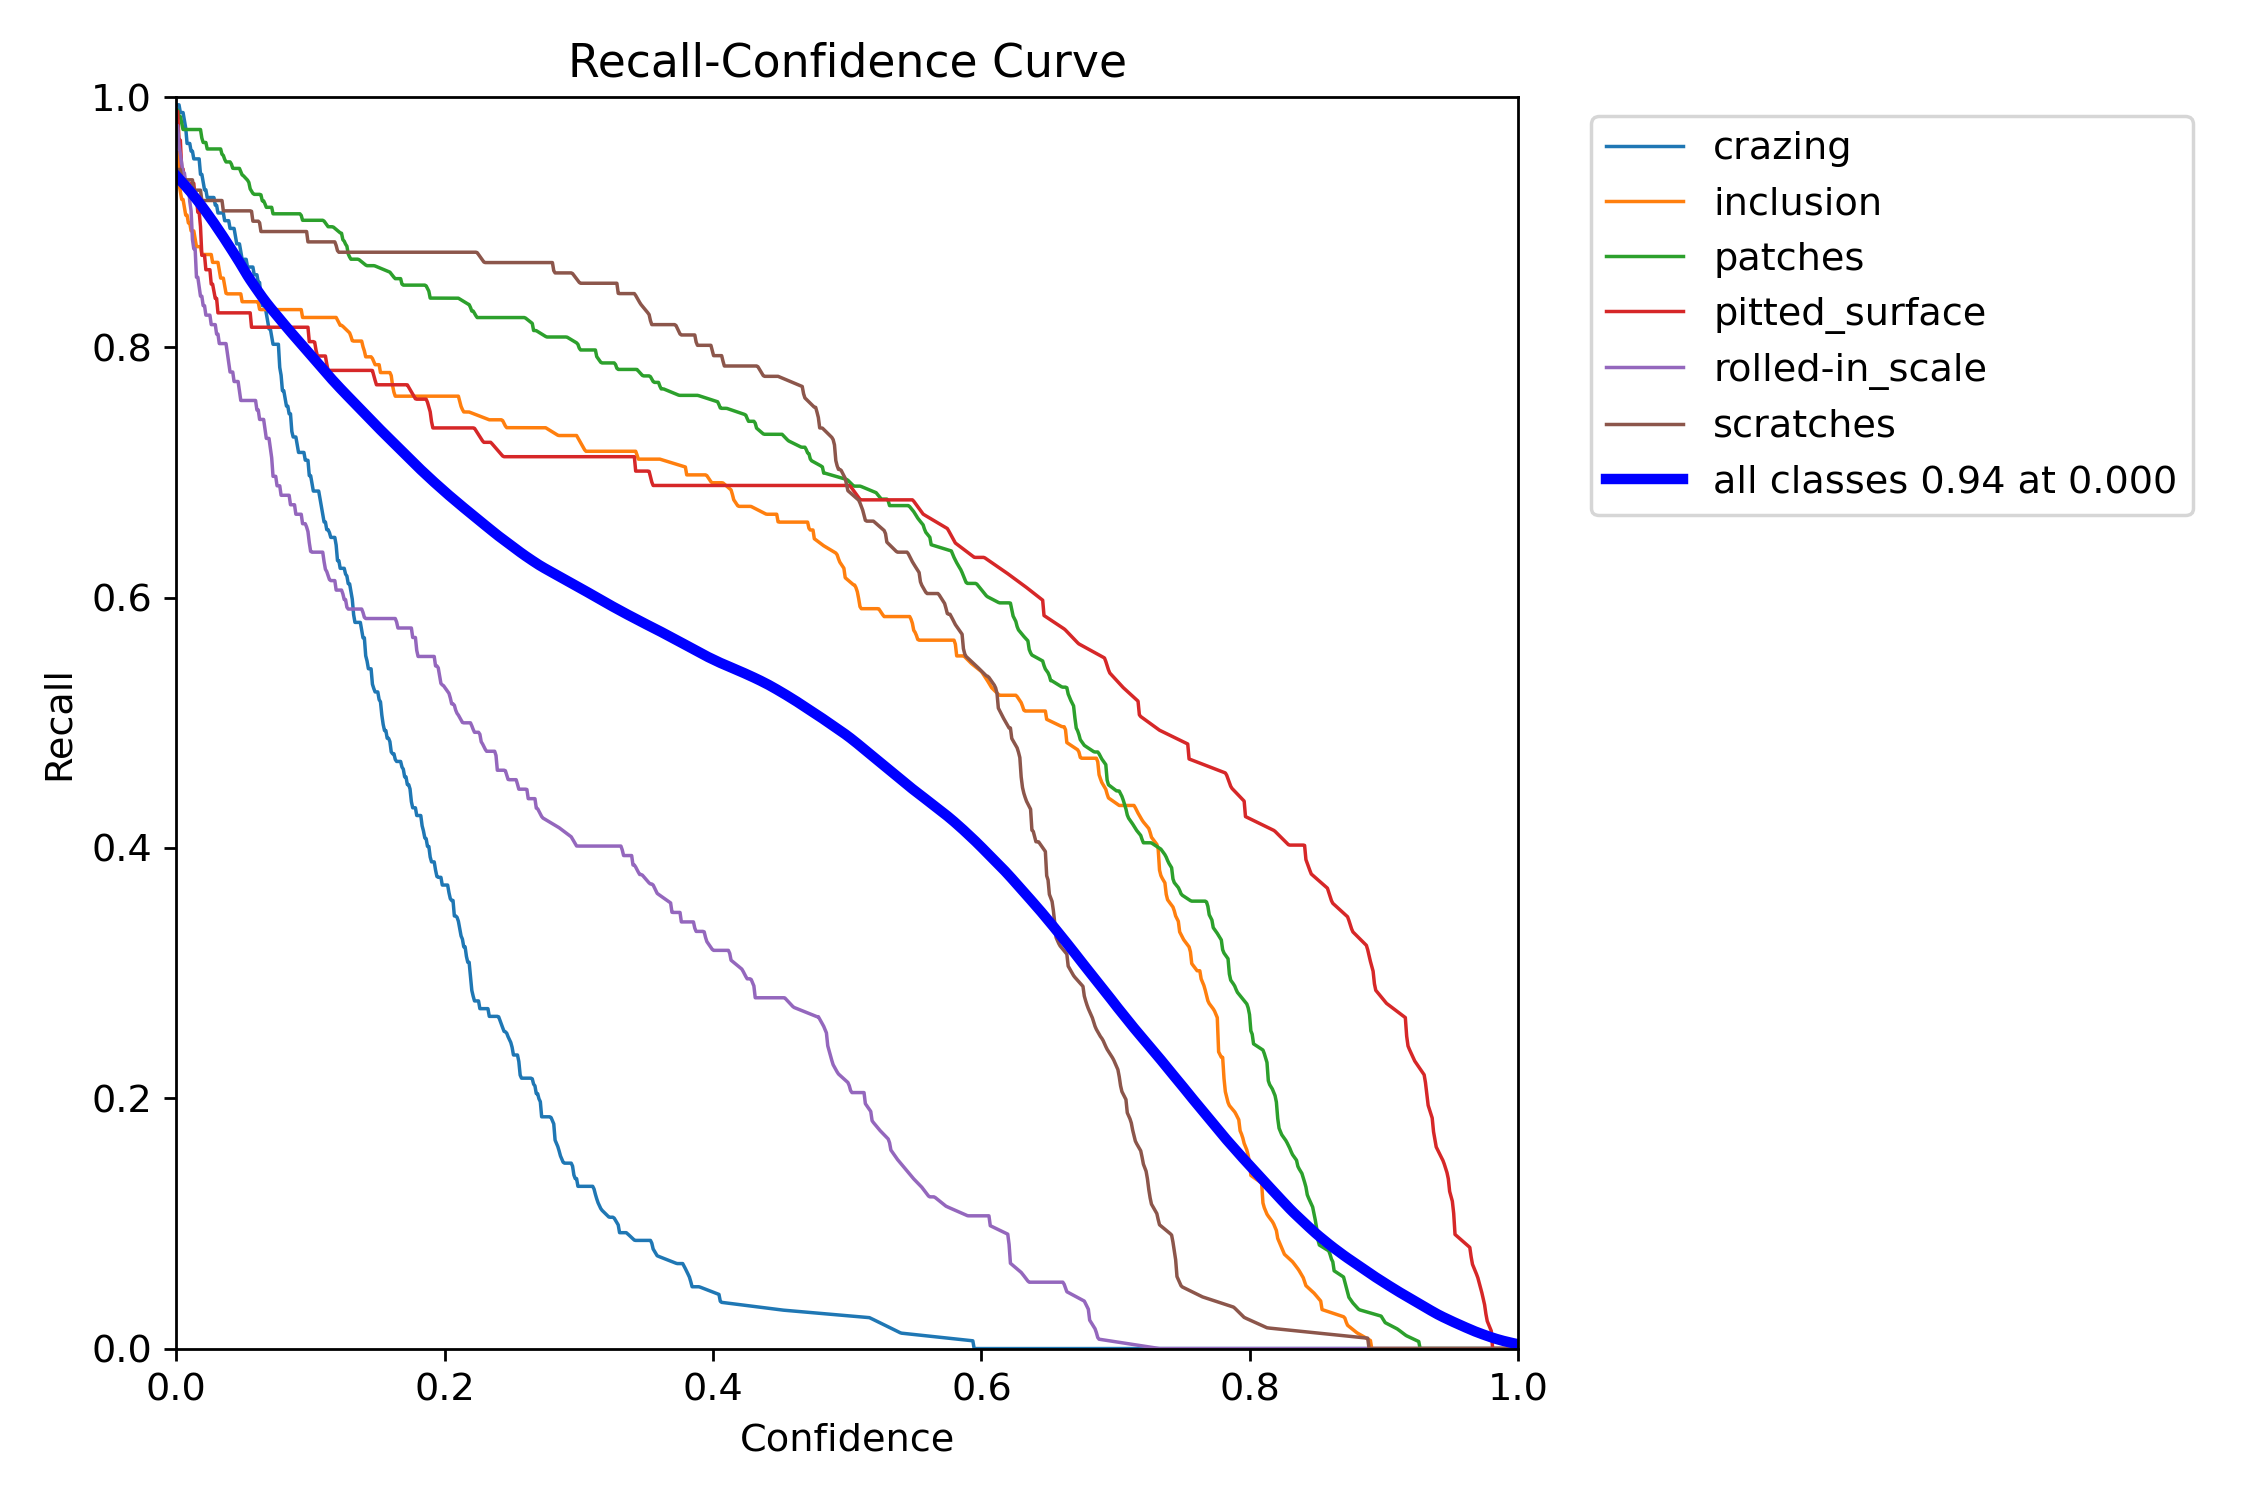 Recall-Confidence Curve
1.0
0.8
0.6
0.4
0.2
0.0
Recall
0.0 0.2 0.4 0.6 0.8 1.0
Confidence
crazing
inclusion
patches
pitted_surface
rolled-in_scale
scratches
all classes 0.94 at 0.000